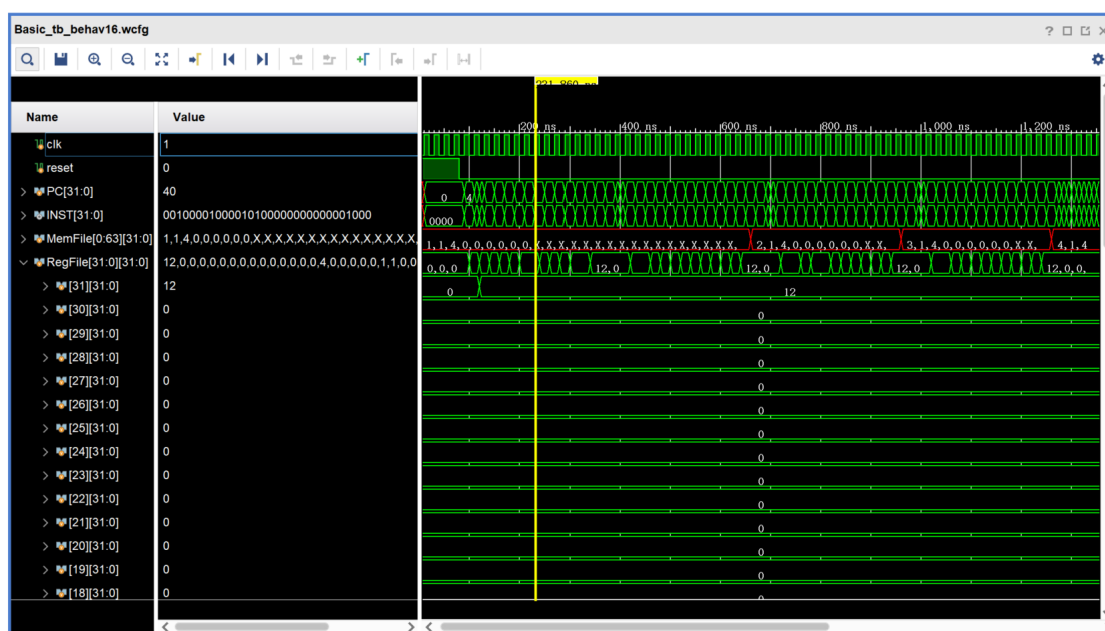 Basic_tb_behav16.wcfg
Name Value
200 ns 400 ns 600 ns 800 ns 1,000 ns 1,200 ns
clk 1
reset 0
PC[31:0] 40 0 4
INST[31:0] 00100001000010100000000000001000 0000
MemFile[0:63][31:0] 1,1,4,0,0,0,0,0,0,X,X,X,X,X,X,X,X,X,X,X,X,X,X,X, 1,1,4,0,0,0,0,0,0,X,X,X,X,X,X,X,X,X,X,X,X,X,X,X. 2,1,4,0,0,0,0,0,0,X,X. 3,1,4,0,0,0,0,0,0,X,X. 4,1,4
RegFile[31:0][31:0] 12,0,0,0,0,0,0,0,0,0,0,0,0,0,0,0,4,0,0,0,0,0,1,1,0,0 0,0,0 12,0 12,0 12,0 12,0,0,
[31][31:0] 12 0 12
[30][31:0] 0 0
[29][31:0] 0 0
[28][31:0] 0 0
[27][31:0] 0 0
[26][31:0] 0 0
[25][31:0] 0 0
[24][31:0] 0 0
[23][31:0] 0 0
[22][31:0] 0 0
[21][31:0] 0 0
[20][31:0] 0 0
[19][31:0] 0 0
[18][31:0] 0